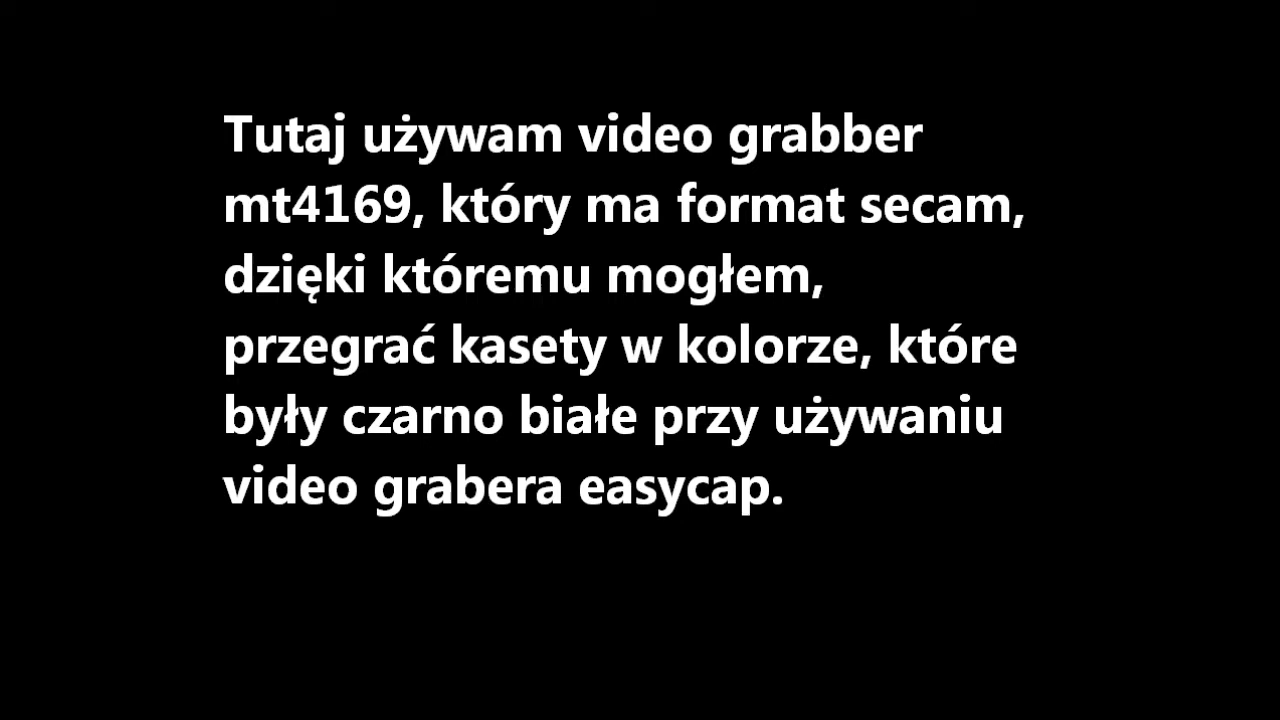 Tutaj używam video grabber
mt4169, który ma format secam,
dzięki któremu mogłem,
przegrać kasety w kolorze, które
były czarno białe przy używaniu
video grabera easycap.